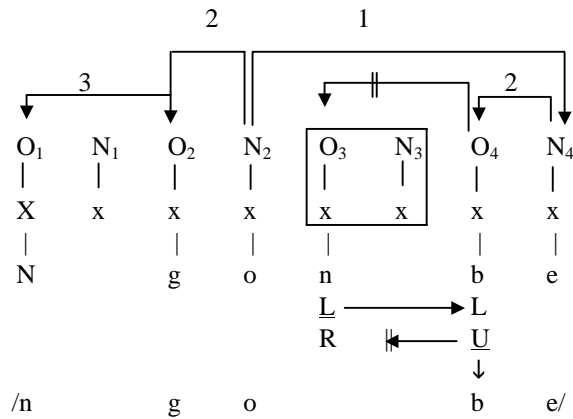 2 1
3 2
O₁ N₁ O₂ N₂ O₃ N₃ O₄ N₄
X x x x x x x x
N g o n b e
L L
R U
/n g o b e/